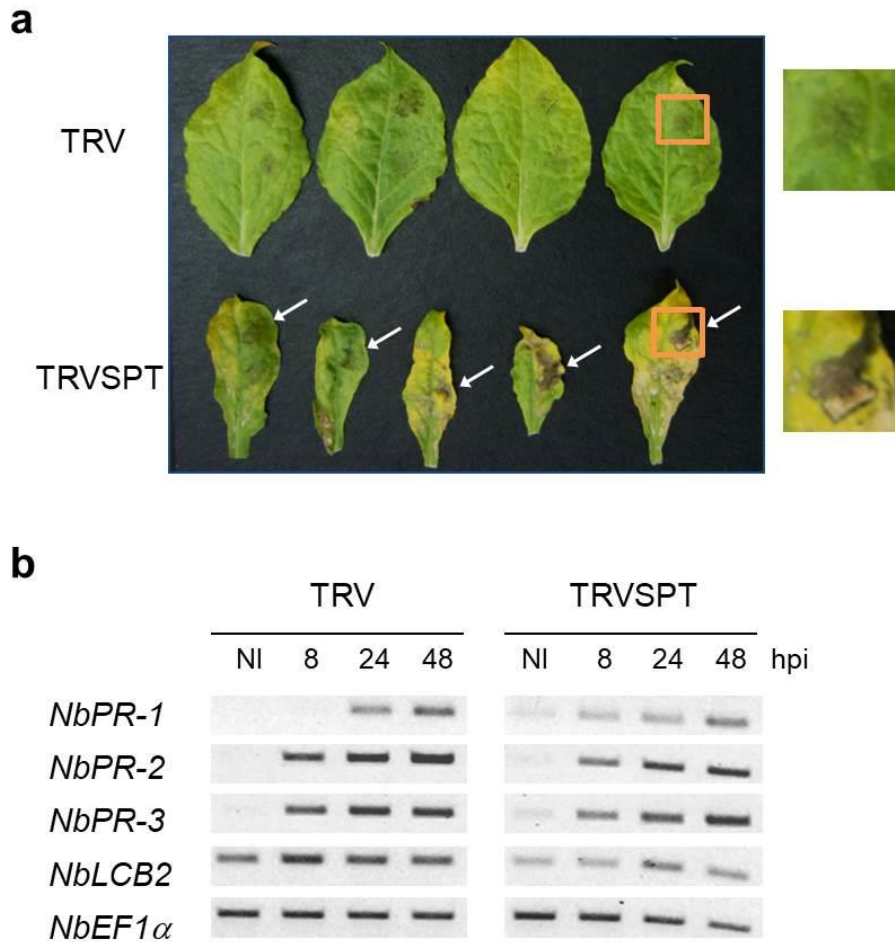 a
TRV
TRVSPT
b
TRV TRVSPT
NI 8 24 48 NI 8 24 48 hpi
NbPR-1
NbPR-2
NbPR-3
NbLCB2
NbEF1α